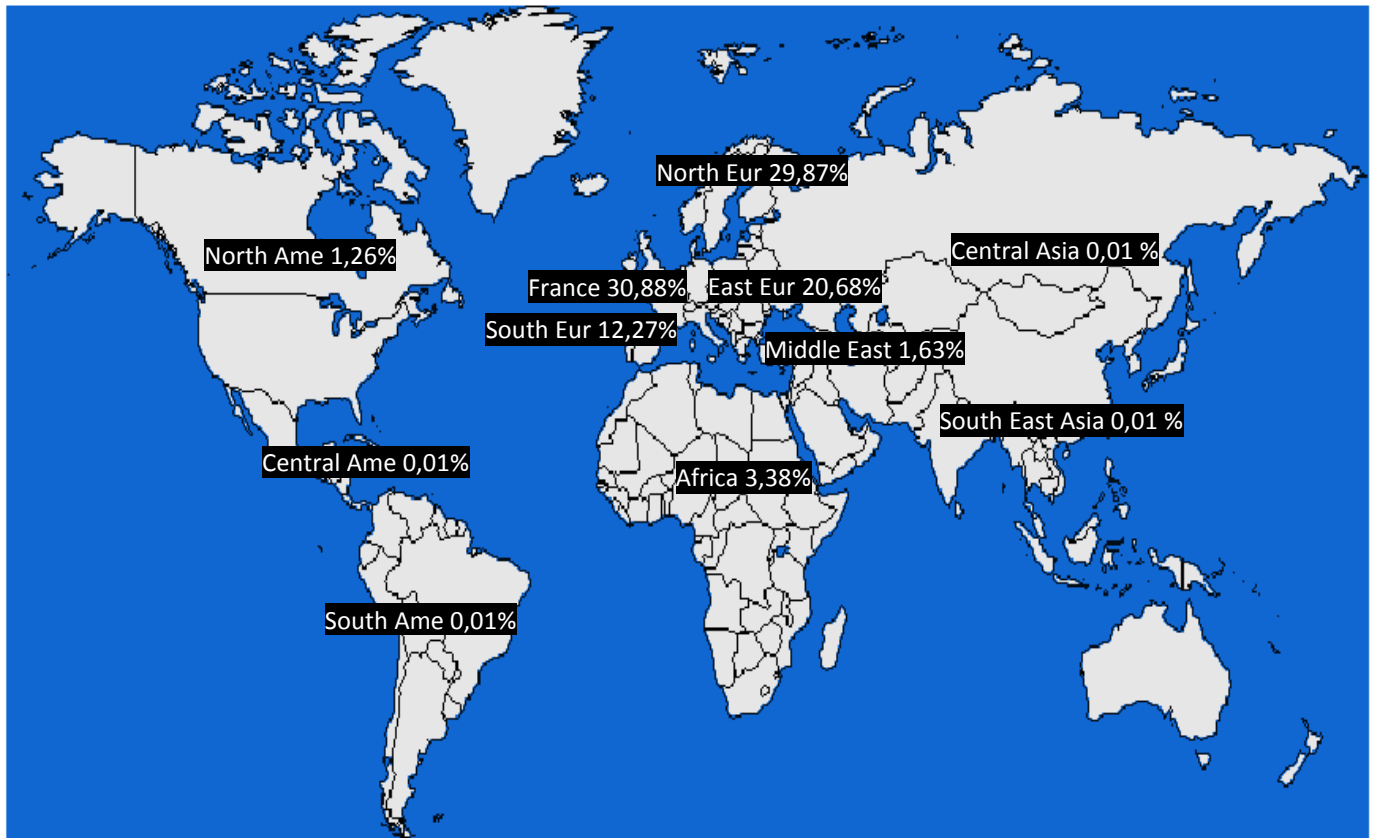 North Eur 29,87%
North Ame 1,26%
Central Asia 0,01 %
France 30,88%
East Eur 20,68%
South Eur 12,27%
Middle East 1,63%
South East Asia 0,01 %
Central Ame 0,01%
Africa 3,38%
South Ame 0,01%